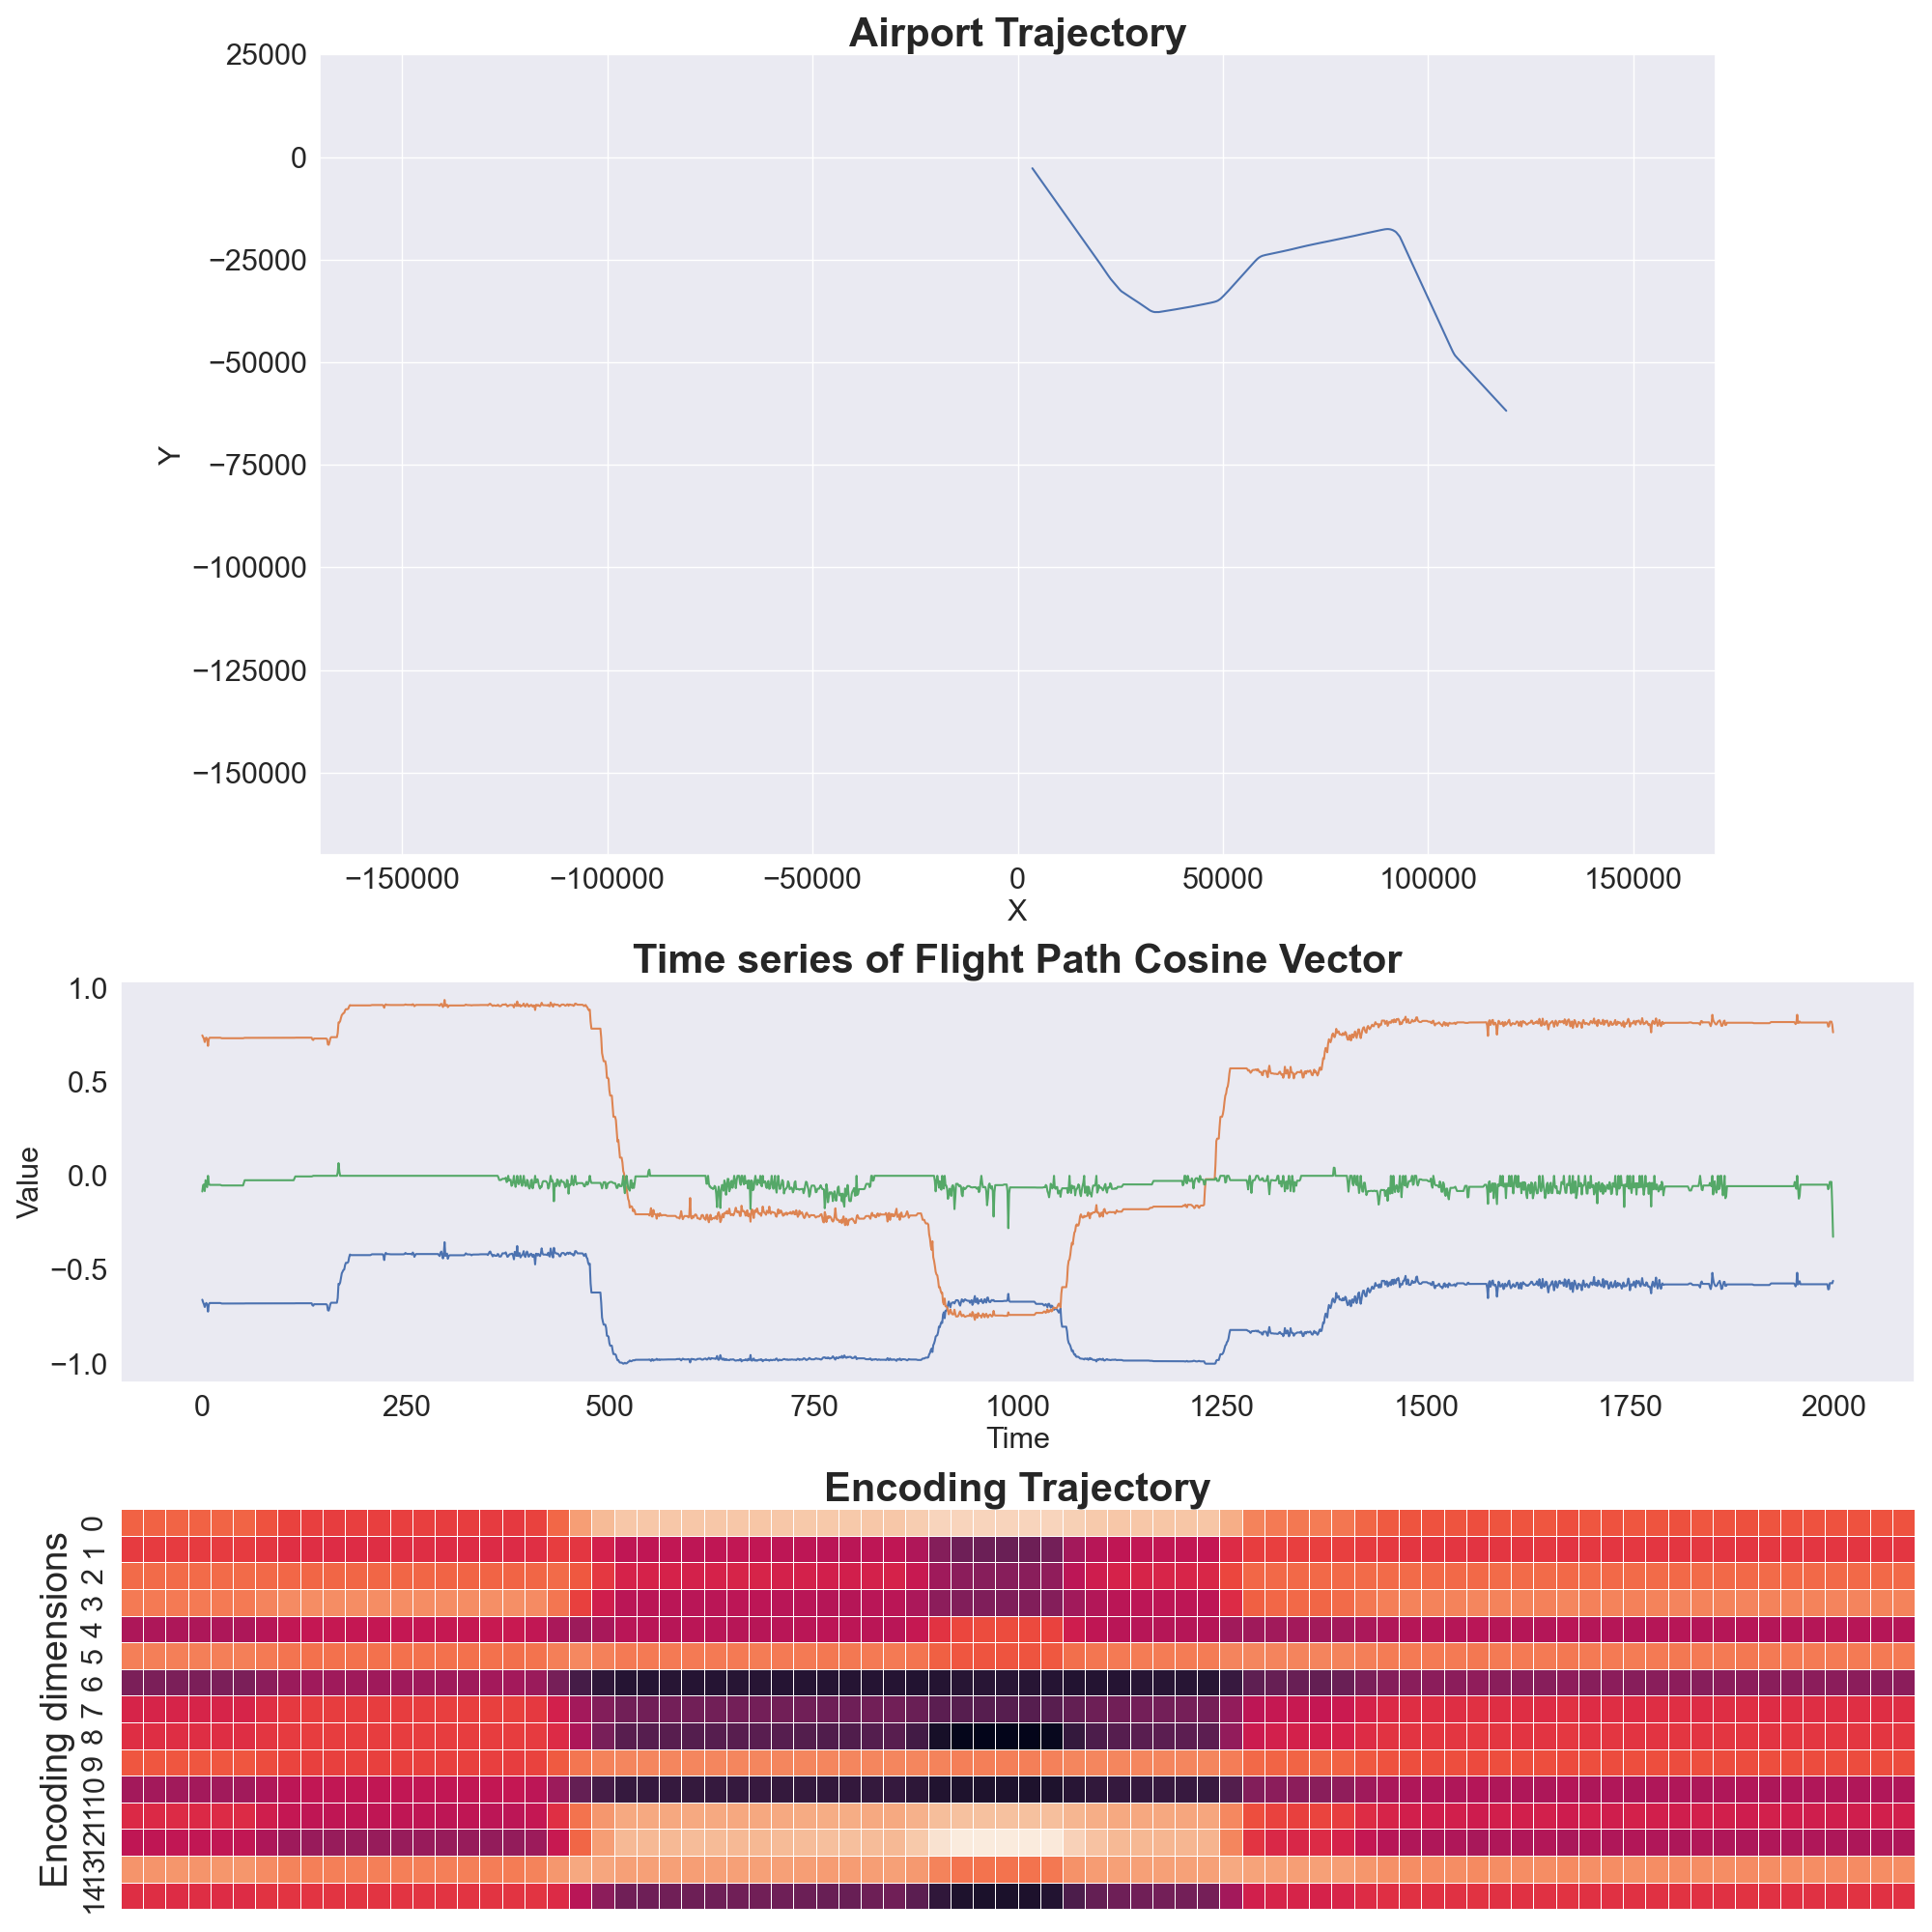 Airport Trajectory
25000
0
−25000
−50000
−75000
−100000
−125000
−150000
Y
−150000 −100000 −50000 0 50000 100000 150000
X
Time series of Flight Path Cosine Vector
1.0
0.5
0.0
−0.5
−1.0
Value
0 250 500 750 1000 1250 1500 1750 2000
Time
Encoding Trajectory
Encoding dimensions
0
1
2
3
4
5
6
7
8
9
10
11
12
13
14